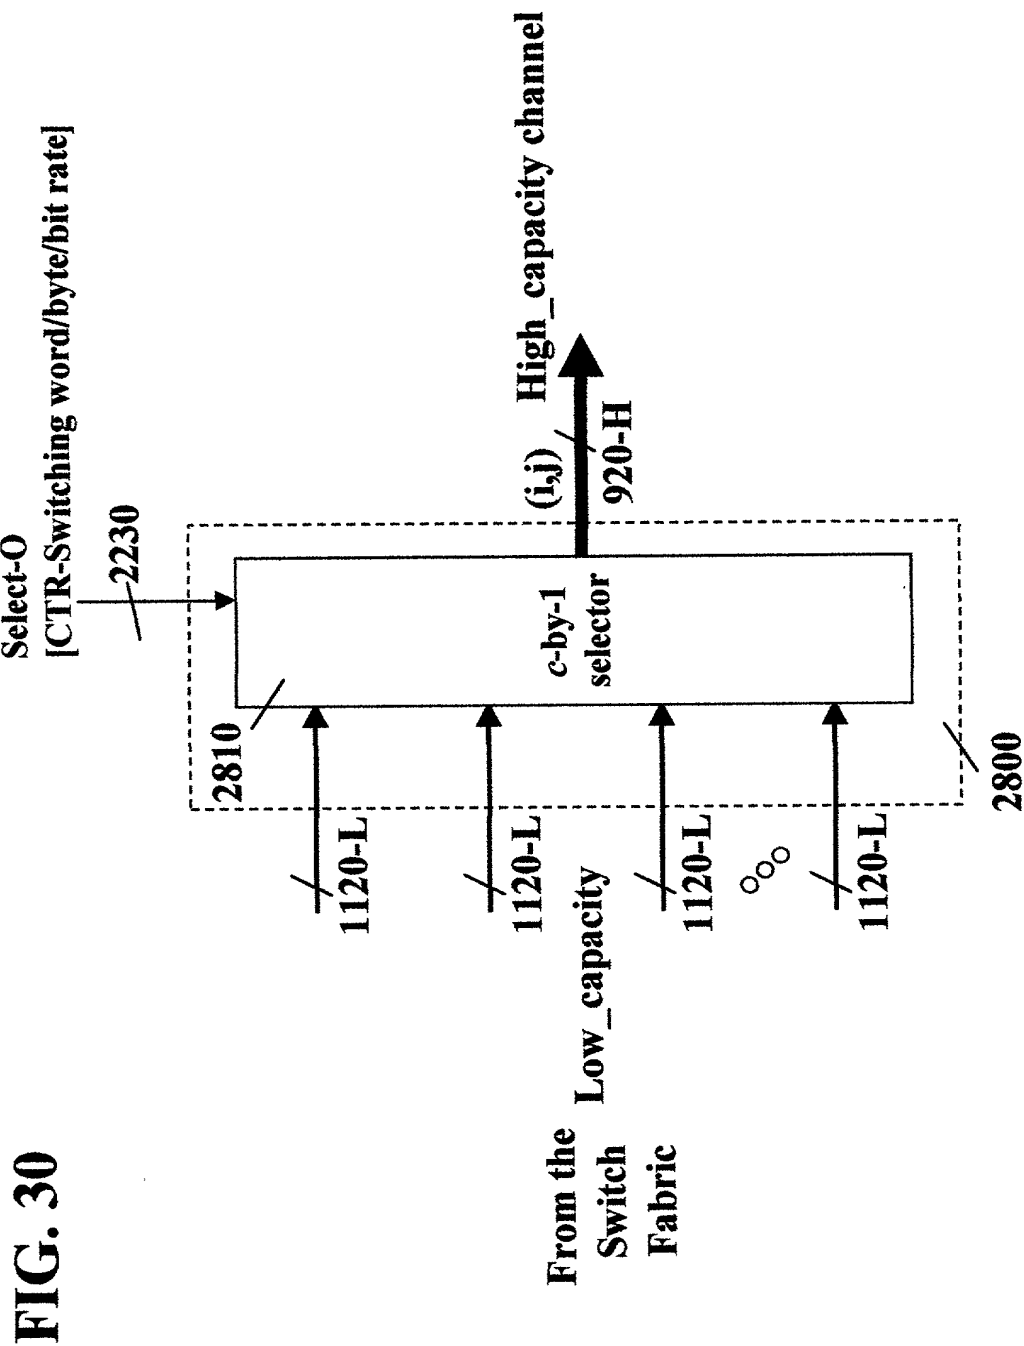 FIG. 30
Select-O
[CTR-Switching word/byte/bit rate]
2230
2810
c-by-1
selector
(i,j)
High_capacity channel
920-H
1120-L
1120-L
1120-L
1120-L
Low_capacity
From the
Switch
Fabric
2800